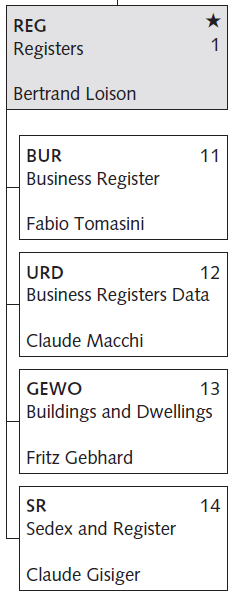 REG ★
Registers 1
Bertrand Loison
BUR 11
Business Register
Fabio Tomasini
URD 12
Business Registers Data
Claude Macchi
GEWO 13
Buildings and Dwellings
Fritz Gebhard
SR 14
Sedex and Register
Claude Gisiger